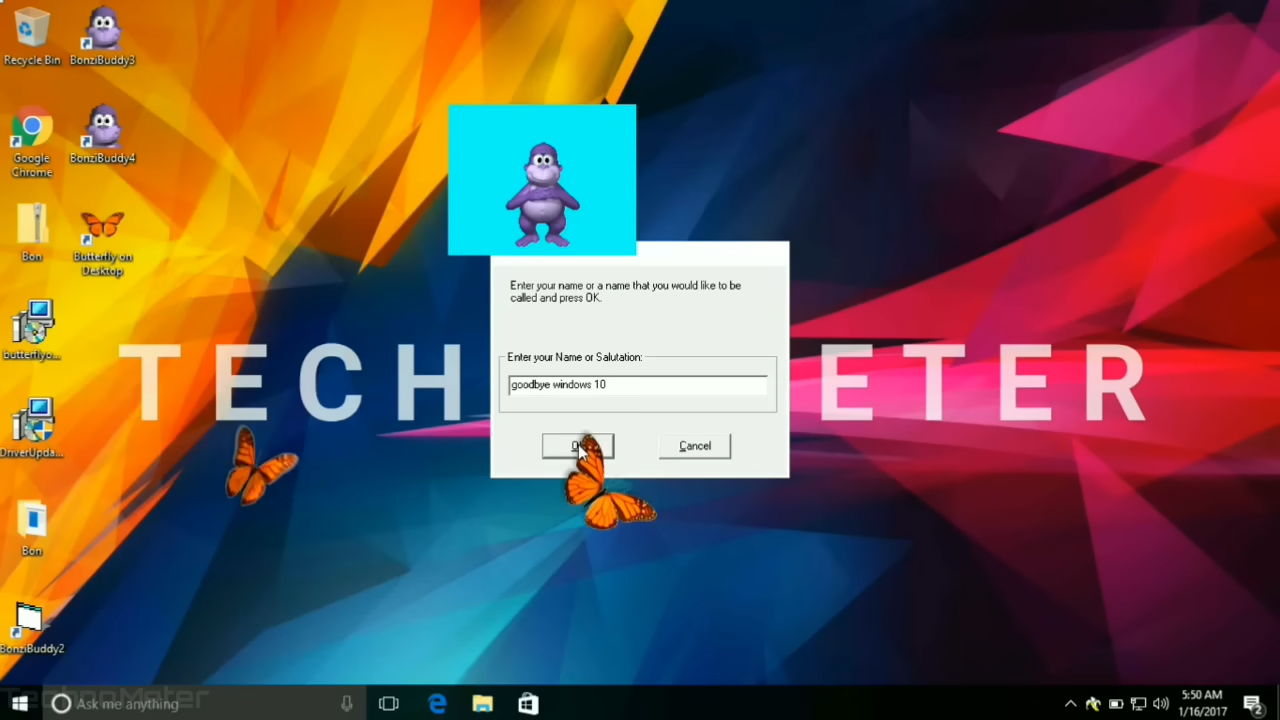 Recycle Bin
BonziBuddy3
Google
Chrome
BonziBuddy4
Bon
Butterfly on
Desktop
Butterflyo...
DriverUpda...
Bon
BonziBuddy2
Enter your name or a name that you would like to be
called and press OK.
Enter your Name or Salutation:
goodbye windows 10
Cancel
TECH ETER
TechnoMeter
Ask me anything
5:50 AM
1/16/2017
2